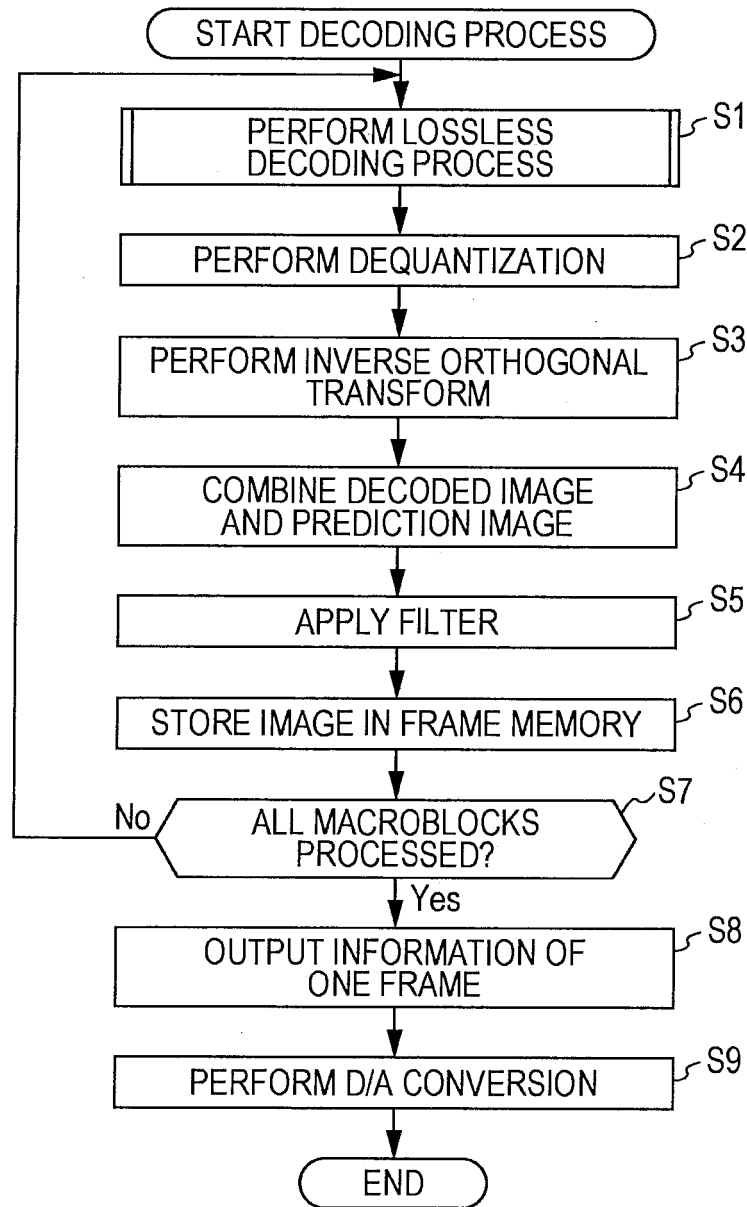 START DECODING PROCESS
PERFORM LOSSLESS
DECODING PROCESS
S1
PERFORM DEQUANTIZATION
S2
PERFORM INVERSE ORTHOGONAL
TRANSFORM
S3
COMBINE DECODED IMAGE
AND PREDICTION IMAGE
S4
APPLY FILTER
S5
STORE IMAGE IN FRAME MEMORY
S6
ALL MACROBLOCKS
PROCESSED?
S7
No
Yes
OUTPUT INFORMATION OF
ONE FRAME
S8
PERFORM D/A CONVERSION
S9
END